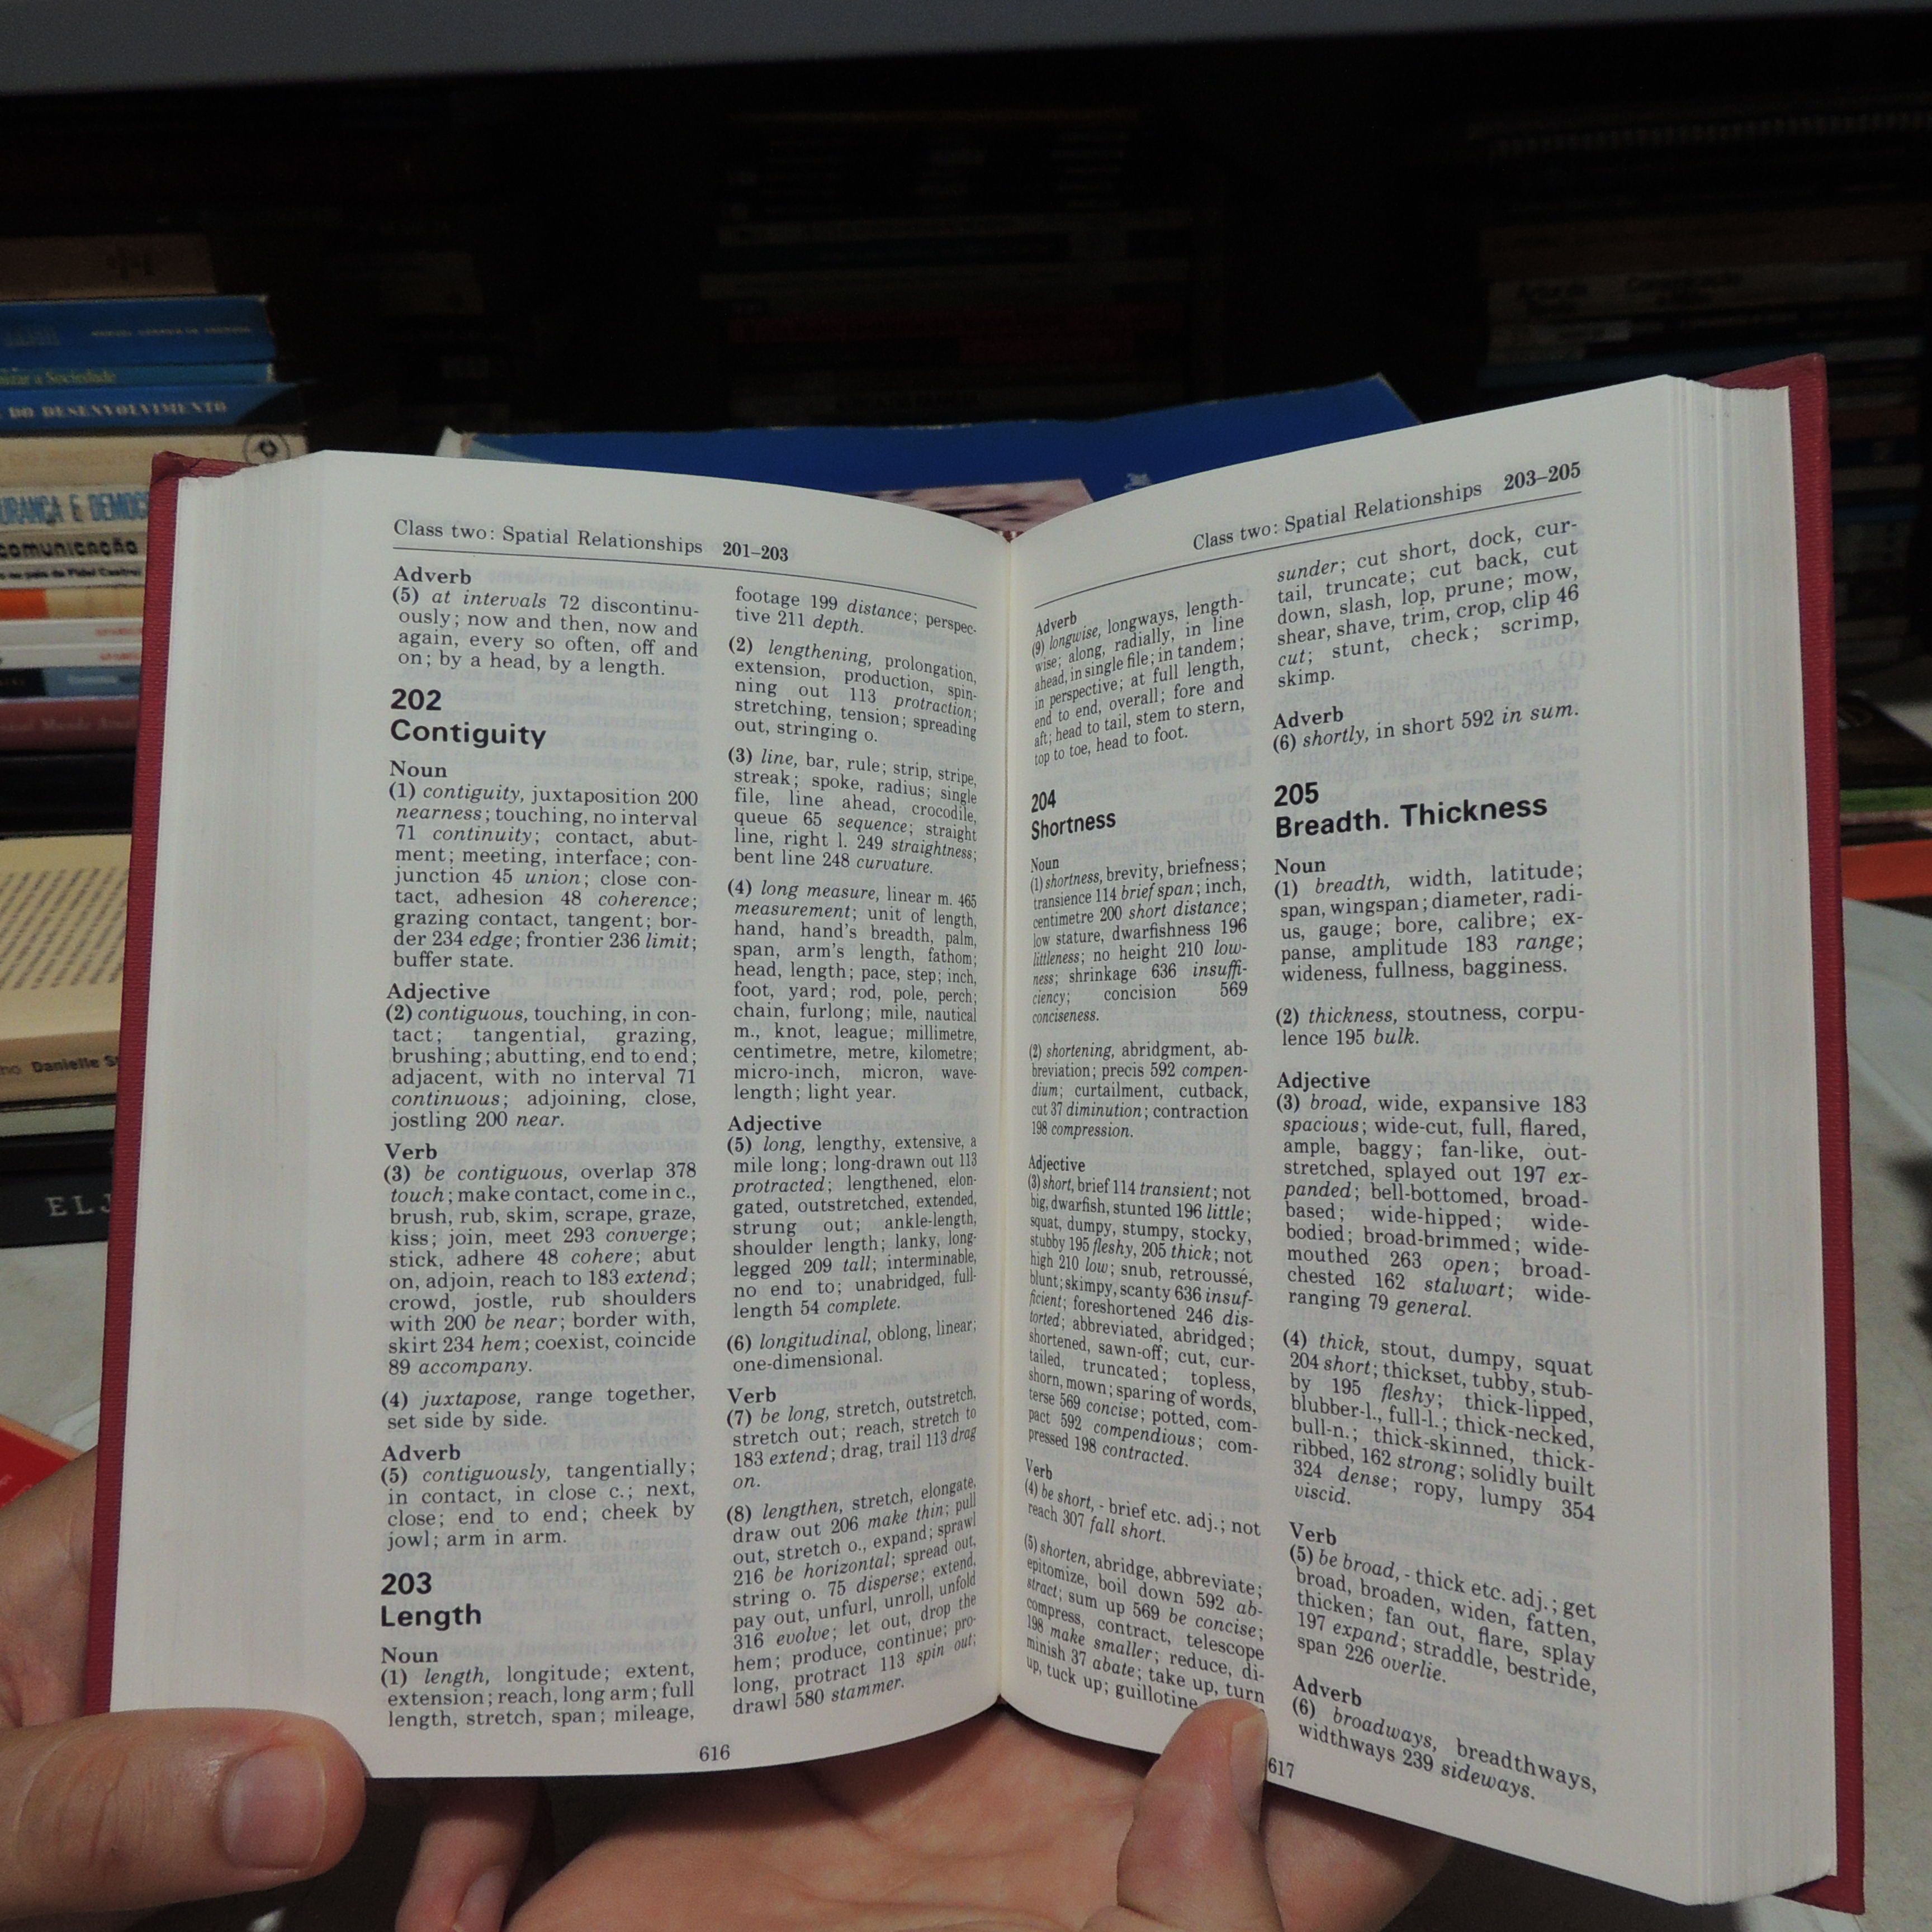 Class two: Spatial Relationships 201–203
Adverb
(5) at intervals 72 discontinu-
ously; now and then, now and
again, every so often, off and
on; by a head, by a length.
202
Contiguity
Noun
(1) contiguity, juxtaposition 200
nearness; touching, no interval
71 continuity; contact, abut-
ment; meeting, interface; con-
junction 45 union; close con-
tact, adhesion 48 coherence;
grazing contact, tangent; bor-
der 234 edge; frontier 236 limit;
buffer state.
Adjective
(2) contiguous, touching, in con-
tact; tangential, grazing,
brushing; abutting, end to end;
adjacent, with no interval 71
continuous; adjoining, close,
jostling 200 near.
Verb
(3) be contiguous, overlap 378
touch; make contact, come in c.,
brush, rub, skim, scrape, graze,
kiss; join, meet 293 converge;
stick, adhere 48 cohere; abut
on, adjoin, reach to 183 extend;
crowd, jostle, rub shoulders
with 200 be near; border with,
skirt 234 hem; coexist, coincide
89 accompany.
(4) juxtapose, range together,
set side by side.
Adverb
(5) contiguously, tangentially;
in contact, in close c.; next,
close; end to end; cheek by
jowl; arm in arm.
203
Length
Noun
(1) length, longitude; extent,
extension; reach, long arm; full
length, stretch, span; mileage,
footage 199 distance; perspec-
tive 211 depth.
(2) lengthening, prolongation,
extension, production, spin-
ning out 113 protraction;
stretching, tension; spreading
out, stringing o.
(3) line, bar, rule; strip, stripe,
streak; spoke, radius; single
file, line ahead, crocodile,
queue 65 sequence; straight
line, right l. 249 straightness;
bent line 248 curvature.
(4) long measure, linear m. 465
measurement; unit of length,
hand, hand's breadth, palm,
span, arm's length, fathom;
head, length; pace, step; inch,
foot, yard; rod, pole, perch;
chain, furlong; mile, nautical
m., knot, league; millimetre,
centimetre, metre, kilometre;
micro-inch, micron, wave-
length; light year.
Adjective
(5) long, lengthy, extensive, a
mile long; long-drawn out 113
protracted; lengthened, elon-
gated, outstretched, extended,
strung out; ankle-length,
shoulder length; lanky, long-
legged 209 tall; interminable,
no end to; unabridged, full-
length 54 complete.
(6) longitudinal, oblong, linear;
one-dimensional.
Verb
(7) be long, stretch, outstretch,
stretch out; reach, stretch to
183 extend; drag, trail 113 drag
on.
(8) lengthen, stretch, elongate,
draw out 206 make thin; pull
out, stretch o., expand; sprawl
216 be horizontal; spread out,
string o. 75 disperse; extend,
pay out, unfurl, unroll, unfold
316 evolve; let out, drop the
hem; produce, continue; pro-
long, protract 113 spin out;
drawl 580 stammer.
616
Class two: Spatial Relationships 203–205
Adverb
(9) longwise, longways, length-
wise; along, radially, in line
ahead, in single file; in tandem;
in perspective; at full length,
end to end, overall; fore and
aft; head to tail, stem to stern,
top to toe, head to foot.
204
Shortness
Noun
(1) shortness, brevity, briefness;
transience 114 brief span; inch,
centimetre 200 short distance;
low stature, dwarfishness 196
littleness; no height 210 low-
ness; shrinkage 636 insuffi-
ciency; concision 569
conciseness.
(2) shortening, abridgment, ab-
breviation; precis 592 compen-
dium; curtailment, cutback,
cut 37 diminution; contraction
198 compression.
Adjective
(3) short, brief 114 transient; not
big, dwarfish, stunted 196 little;
squat, dumpy, stumpy, stocky,
stubby 195 fleshy, 205 thick; not
high 210 low; snub, retroussé,
blunt; skimpy, scanty 636 insuf-
ficient; foreshortened 246 dis-
torted; abbreviated, abridged;
shortened, sawn-off; cut, cur-
tailed, truncated; topless,
shorn, mown; sparing of words,
terse 569 concise; potted, com-
pact 592 compendious; com-
pressed 198 contracted.
Verb
(4) be short, - brief etc. adj.; not
reach 307 fall short.
(5) shorten, abridge, abbreviate;
epitomize, boil down 592 ab-
stract; sum up 569 be concise;
compress, contract, telescope
198 make smaller; reduce, di-
minish 37 abate; take up, turn
up, tuck up; guillotine
sunder; cut short, dock, cur-
tail, truncate; cut back, cut
down, slash, lop, prune; mow,
shear, shave, trim, crop, clip 46
cut; stunt, check; scrimp,
skimp.
Adverb
(6) shortly, in short 592 in sum.
205
Breadth. Thickness
Noun
(1) breadth, width, latitude;
span, wingspan; diameter, radi-
us, gauge; bore, calibre; ex-
panse, amplitude 183 range;
wideness, fullness, bagginess.
(2) thickness, stoutness, corpu-
lence 195 bulk.
Adjective
(3) broad, wide, expansive 183
spacious; wide-cut, full, flared,
ample, baggy; fan-like, out-
stretched, splayed out 197 ex-
panded; bell-bottomed, broad-
based; wide-hipped; wide-
bodied; broad-brimmed; wide-
mouthed 263 open; broad-
chested 162 stalwart; wide-
ranging 79 general.
(4) thick, stout, dumpy, squat
204 short; thickset, tubby, stub-
by 195 fleshy; thick-lipped,
blubber-l., full-l.; thick-necked,
bull-n.; thick-skinned, thick-
ribbed, 162 strong; solidly built
324 dense; ropy, lumpy 354
viscid.
Verb
(5) be broad, - thick etc. adj.; get
broad, broaden, widen, fatten,
thicken; fan out, flare, splay
197 expand; straddle, bestride,
span 226 overlie.
Adverb
(6) broadways, breadthways,
widthways 239 sideways.
617
a Sociedade
DO DESENVOLVIMENTO
E
comunicação
Danielle